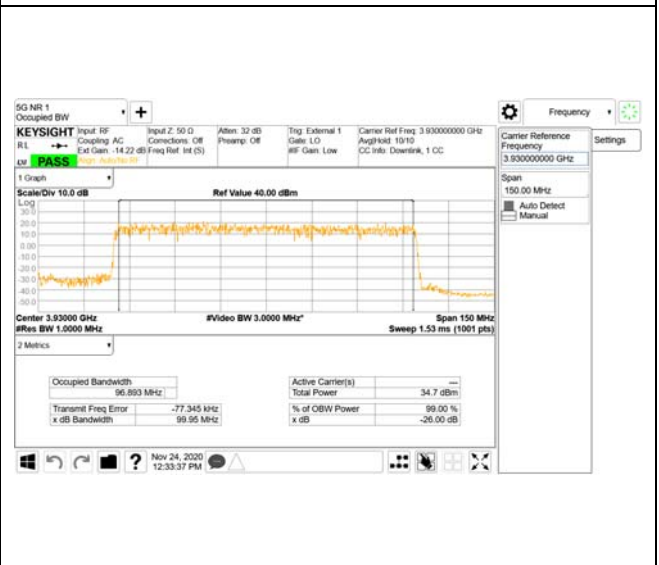 5G NR 1
Occupied BW
Frequency
KEYSIGHT
RL
PASS
Input: RF
Coupling: AC
Ext Gain: -14.22 dB
Align: Auto/No RF
Input Z: 50 Ω
Corrections: Off
Freq Ref: Int (S)
Atten: 32 dB
Preamp: Off
Trig: External 1
Gate: LO
#IF Gain: Low
Carrier Ref Freq: 3.930000000 GHz
Avg|Hold: 10/10
CC Info: Downlink, 1 CC
Carrier Reference
Frequency
3.930000000 GHz
Settings
Span
150.00 MHz
Auto Detect
Manual
1 Graph
Scale/Div 10.0 dB
Ref Value 40.00 dBm
Log
30.0
20.0
10.0
0.00
-10.0
-20.0
-30.0
-40.0
-50.0
Center 3.93000 GHz
#Video BW 3.0000 MHz*
Span 150 MHz
#Res BW 1.0000 MHz
Sweep 1.53 ms (1001 pts)
2 Metrics
Occupied Bandwidth
96.893 MHz
Transmit Freq Error -77.345 kHz
x dB Bandwidth 99.95 MHz
Active Carrier(s) —
Total Power 34.7 dBm
% of OBW Power 99.00 %
x dB -26.00 dB
?
Nov 24, 2020
12:33:37 PM